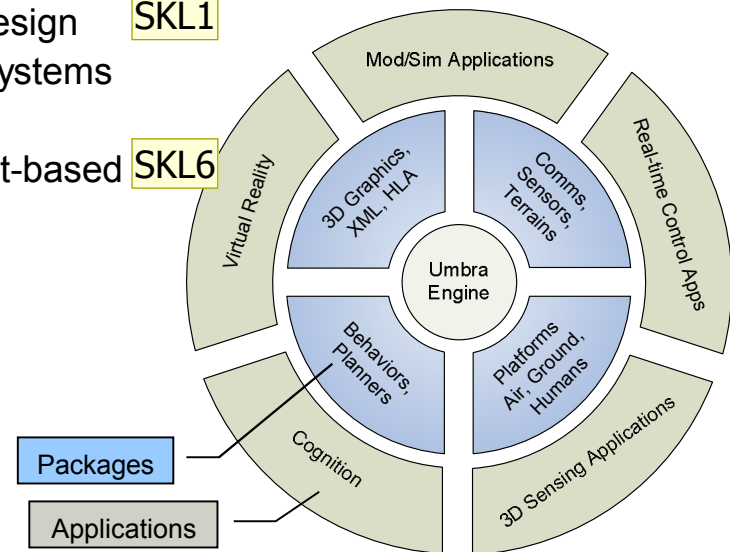 esign SKL1
ystems
t-based SKL6
Mod/Sim Applications
Real-time Control Apps
3D Sensing Applications
Cognition
Virtual Reality
3D Graphics,
XML, HLA
Comms,
Sensors,
Terrains
Umbra
Engine
Behaviors,
Planners
Platforms
Air, Ground,
Humans
Packages
Applications